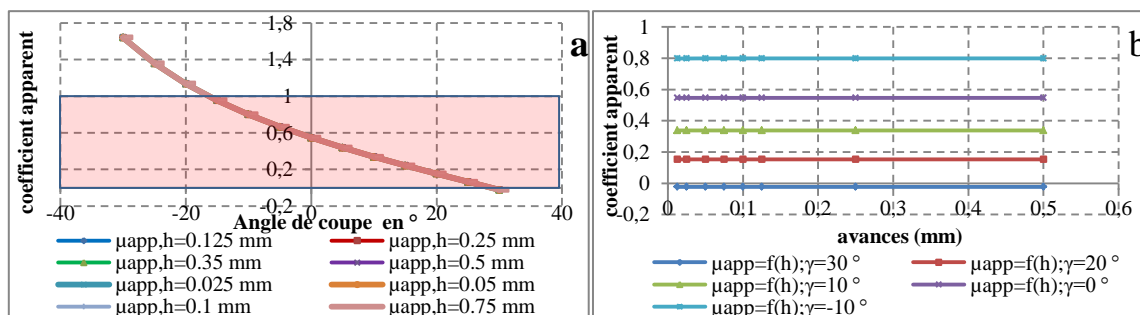 a
coefficient apparent
1,8
1,4
1
0,6
0,2
-0,2
-40 -20 0 20 40
Angle de coupe en °
µapp,h=0.125 mm µapp,h=0.25 mm
µapp,h=0.35 mm µapp,h=0.5 mm
µapp,h=0.025 mm µapp,h=0.05 mm
µapp,h=0.1 mm µapp,h=0.75 mm
b
coefficient apparent
1
0,8
0,6
0,4
0,2
0
-0,2
0 0,1 0,2 0,3 0,4 0,5 0,6
avances (mm)
µapp=f(h);γ=30 ° µapp=f(h);γ=20 °
µapp=f(h);γ=10 ° µapp=f(h);γ=0 °
µapp=f(h);γ=-10 °